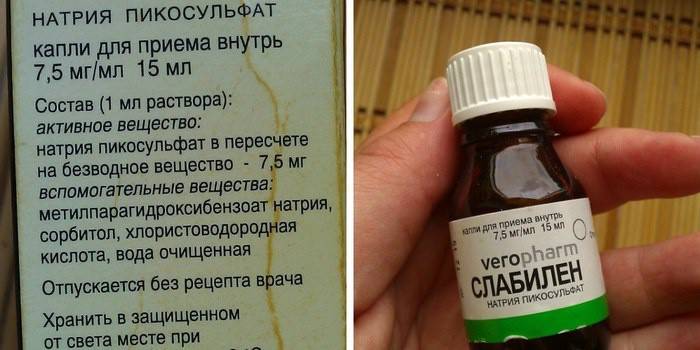 НАТРИЯ ПИКОСУЛЬФАТ
капли для приема внутрь
7,5 мг/мл 15 мл
Состав (1 мл раствора):
активное вещество:
натрия пикосульфат в пересчете
на безводное вещество - 7,5 мг
вспомогательные вещества:
метилпарагидроксибензоат натрия,
сорбитол, хлористоводородная
кислота, вода очищенная
Отпускается без рецепта врача
Хранить в защищенном
от света месте при
капли для приема внутрь
7,5 мг/мл 15 мл
veropharm
СЛАБИЛЕН
НАТРИЯ ПИКОСУЛЬФАТ